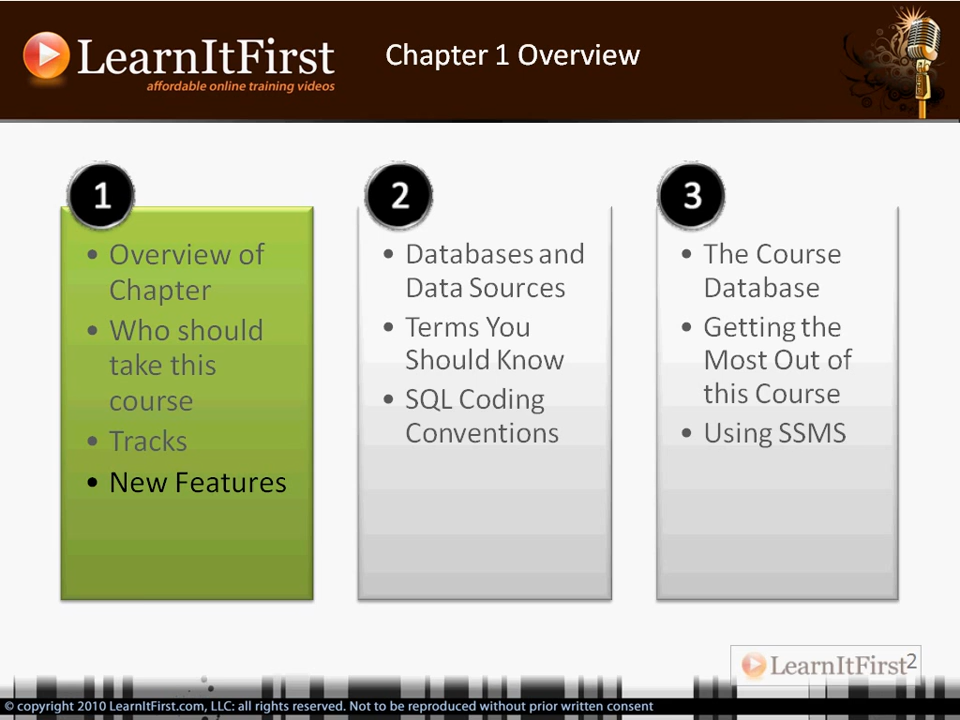 LearnItFirst
affordable online training videos
Chapter 1 Overview
1
• Overview of
Chapter
• Who should
take this
course
• Tracks
• New Features
2
• Databases and
Data Sources
• Terms You
Should Know
• SQL Coding
Conventions
3
• The Course
Database
• Getting the
Most Out of
this Course
• Using SSMS
LearnItFirst
2
© copyright 2010 LearnItFirst.com, LLC: all rights reserved. Not to be reproduced without prior written consent